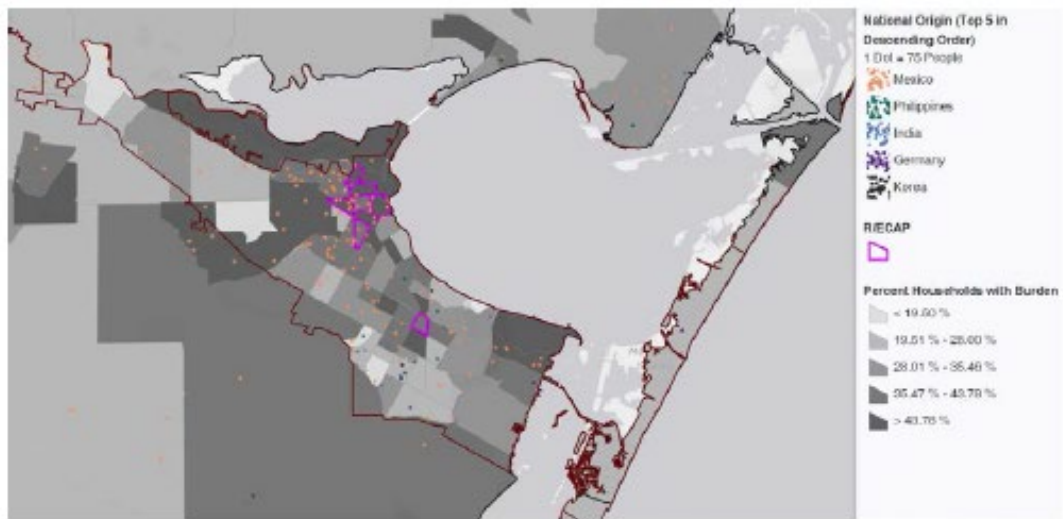 National Origin (Top 5 in
Descending Order)
1 Dot = 75 People
Mexico
Philippines
India
Germany
Korea
R/ECAP
Percent Households with Burden
< 19.50 %
19.51 % - 28.00 %
28.01 % - 35.46 %
35.47 % - 43.78 %
> 43.78 %